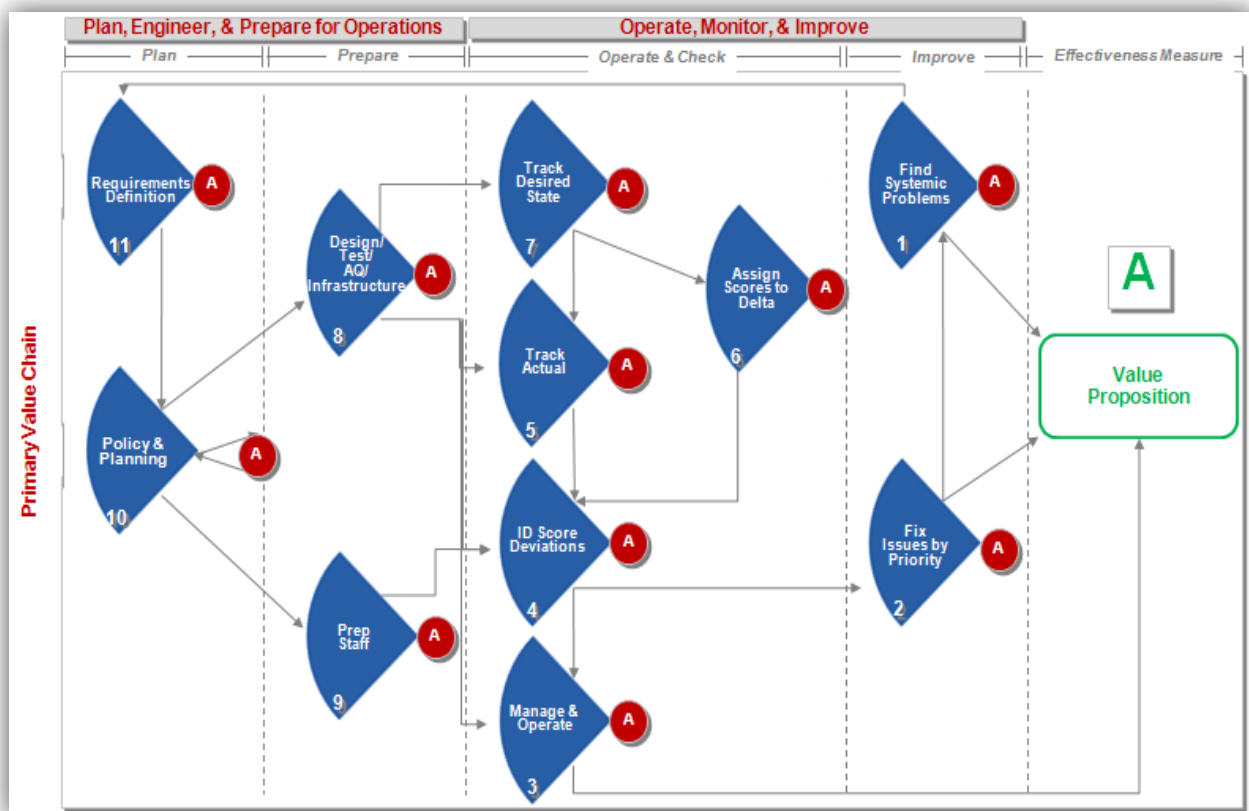 Plan, Engineer, & Prepare for Operations
Operate, Monitor, & Improve
Plan
Prepare
Operate & Check
Improve
Effectiveness Measure
Primary Value Chain
Requirements
Definition
11
A
Policy &
Planning
10
A
Design/
Test/
AQ/
Infrastructure
8
A
Prep
Staff
9
A
Track
Desired
State
7
A
Track
Actual
5
A
ID Score
Deviations
4
A
Manage &
Operate
3
A
Assign
Scores to
Delta
6
A
Find
Systemic
Problems
1
A
Fix
Issues by
Priority
2
A
A
Value
Proposition